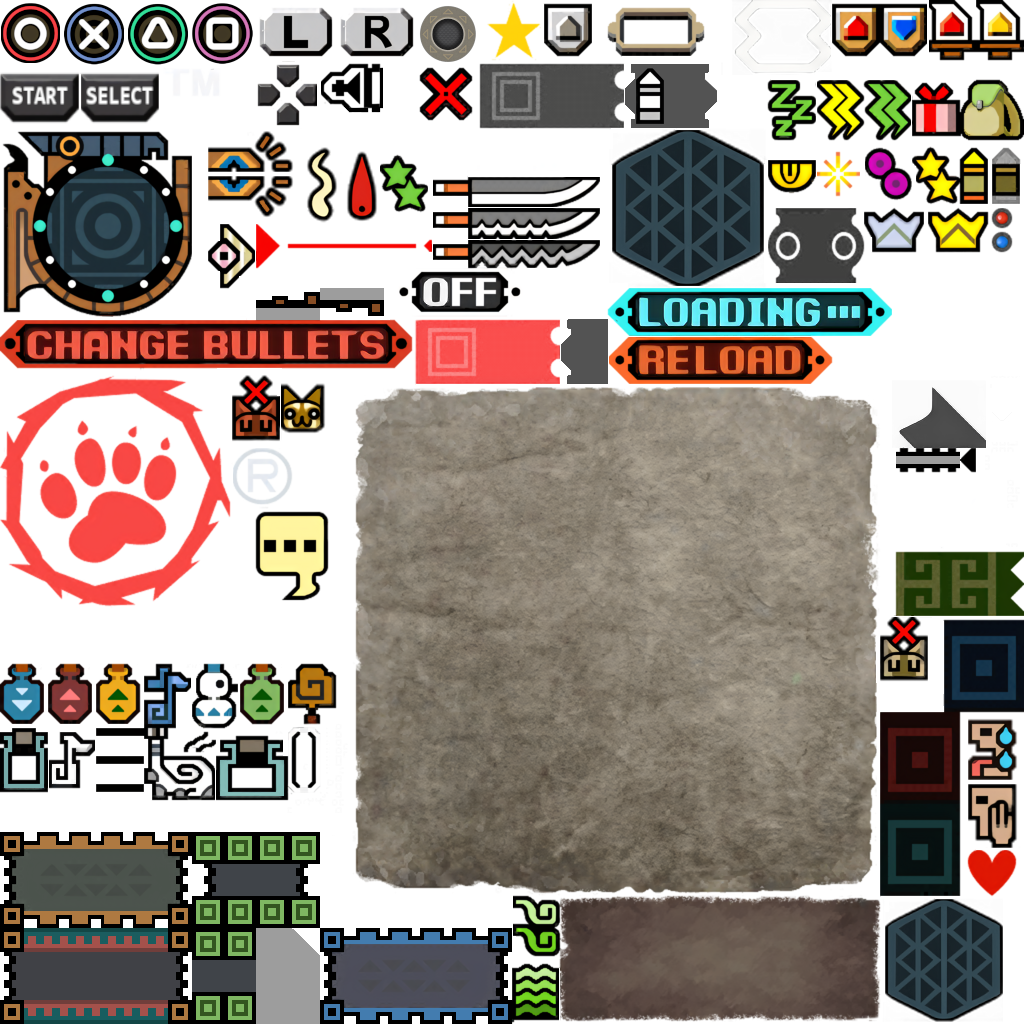 L R
START SELECT TM
OFF
LOADING...
CHANGE BULLETS
RELOAD
®
...